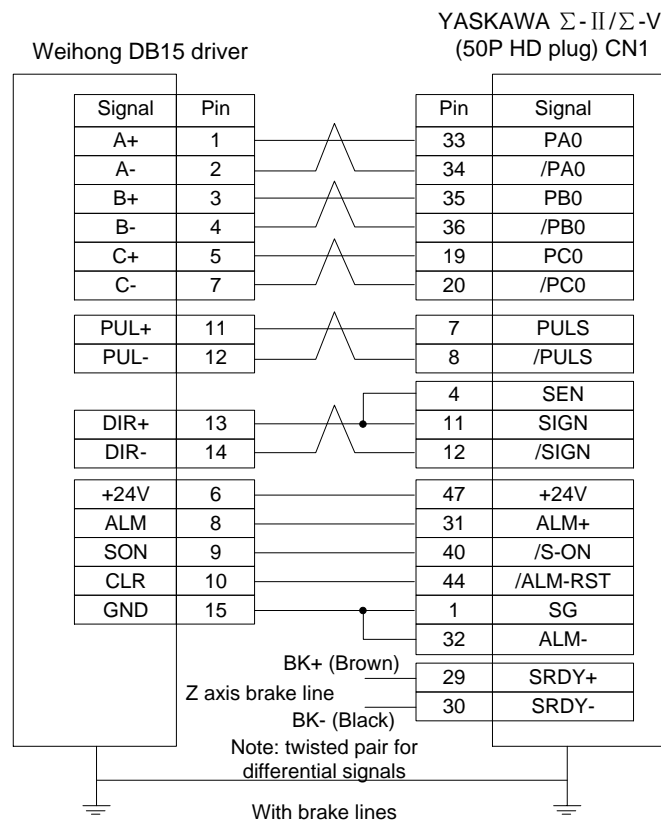 YASKAWA Σ-Ⅱ/Σ-V
Weihong DB15 driver
(50P HD plug) CN1
Signal Pin Pin Signal
A+ 1 33 PA0
A- 2 34 /PA0
B+ 3 35 PB0
B- 4 36 /PB0
C+ 5 19 PC0
C- 7 20 /PC0
PUL+ 11 7 PULS
PUL- 12 8 /PULS
4 SEN
DIR+ 13 11 SIGN
DIR- 14 12 /SIGN
+24V 6 47 +24V
ALM 8 31 ALM+
SON 9 40 /S-ON
CLR 10 44 /ALM-RST
GND 15 1 SG
32 ALM-
BK+ (Brown)
29 SRDY+
Z axis brake line
30 SRDY-
BK- (Black)
Note: twisted pair for
differential signals
With brake lines